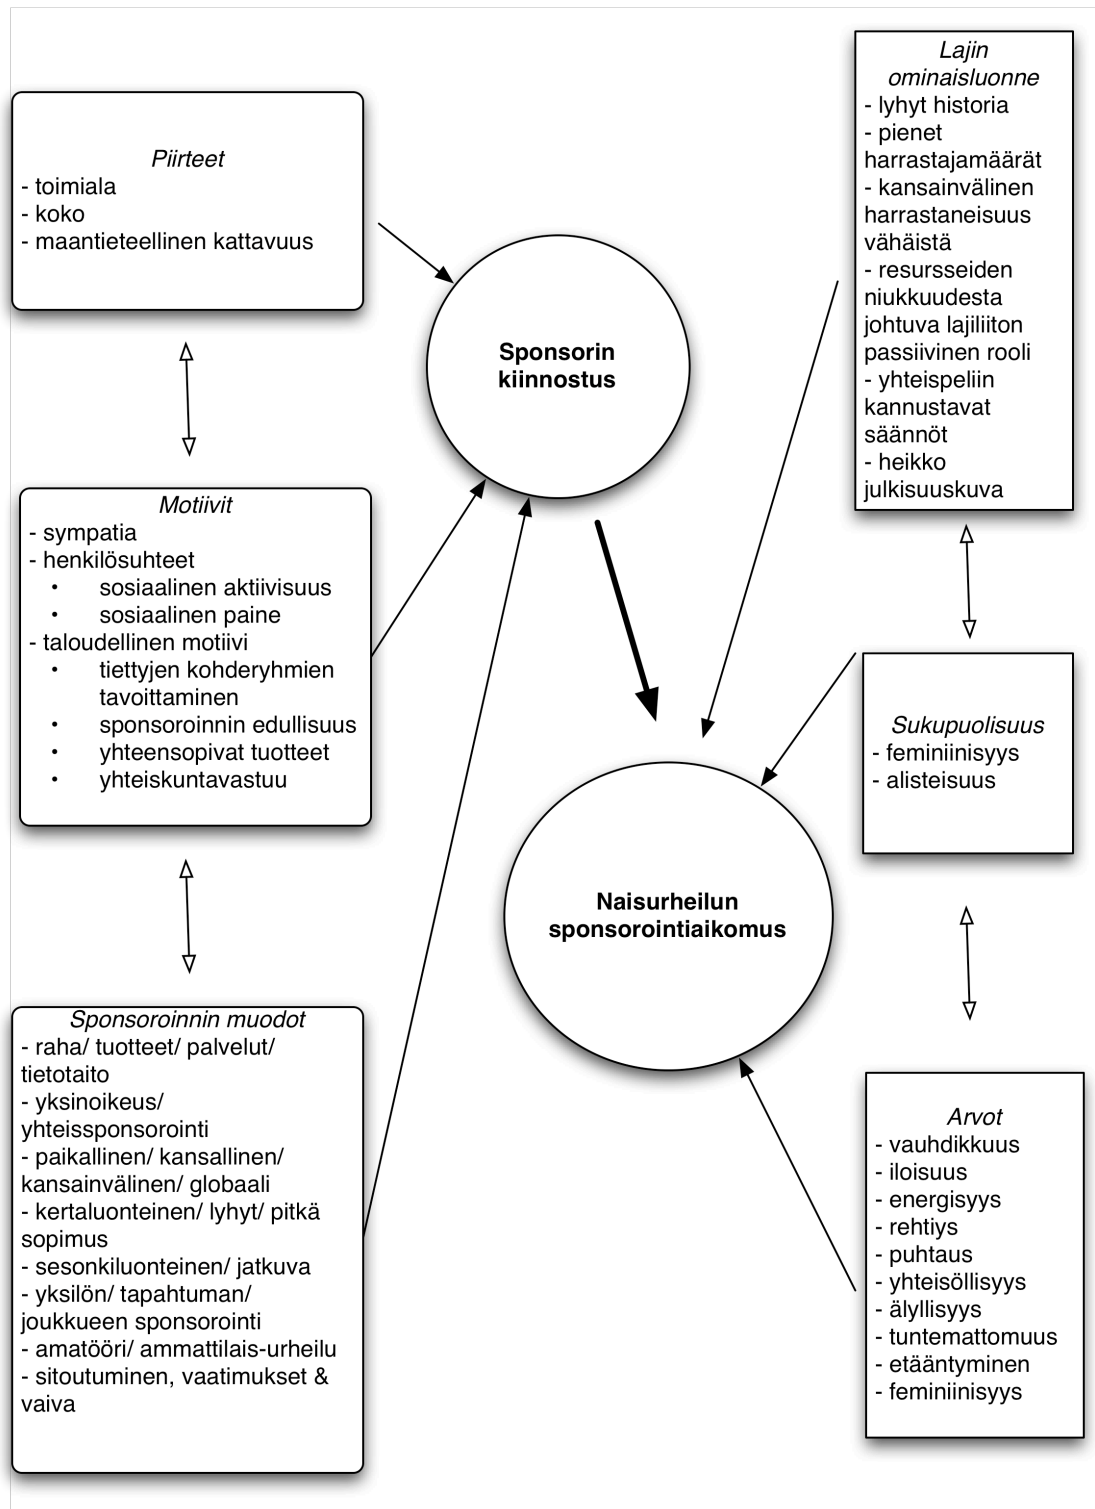 Piirteet
- toimiala
- koko
- maantieteellinen kattavuus
Motiivit
- sympatia
- henkilösuhteet
• sosiaalinen aktiivisuus
• sosiaalinen paine
- taloudellinen motiivi
• tiettyjen kohderyhmien
tavoittaminen
• sponsoroinnin edullisuus
• yhteensopivat tuotteet
• yhteiskuntavastuu
Sponsoroinnin muodot
- raha/ tuotteet/ palvelut/
tietotaito
- yksinoikeus/
yhteissponsorointi
- paikallinen/ kansallinen/
kansainvälinen/ globaali
- kertaluonteinen/ lyhyt/ pitkä
sopimus
- sesonkiluonteinen/ jatkuva
- yksilön/ tapahtuman/
joukkueen sponsorointi
- amatööri/ ammattilais-urheilu
- sitoutuminen, vaatimukset &
vaiva
Sponsorin
kiinnostus
Naisurheilun
sponsorointiaikomus
Lajin
ominaisluonne
- lyhyt historia
- pienet
harrastajamäärät
- kansainvälinen
harrastaneisuus
vähäistä
- resursseiden
niukkuudesta
johtuva lajiliiton
passiivinen rooli
- yhteispeliin
kannustavat
säännöt
- heikko
julkisuuskuva
Sukupuolisuus
- feminiinisyys
- alisteisuus
Arvot
- vauhdikkuus
- iloisuus
- energisyys
- rehtiys
- puhtaus
- yhteisöllisyys
- älyllisyys
- tuntemattomuus
- etääntyminen
- feminiinisyys